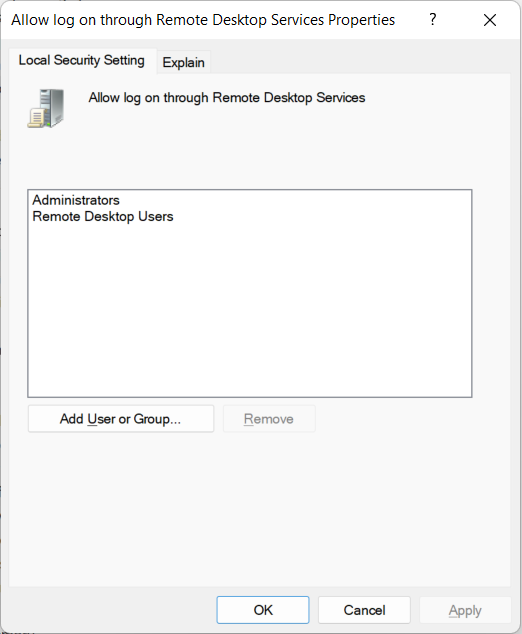 Allow log on through Remote Desktop Services Properties ?
Local Security Setting Explain
Allow log on through Remote Desktop Services
Administrators
Remote Desktop Users
Add User or Group... Remove
OK Cancel Apply